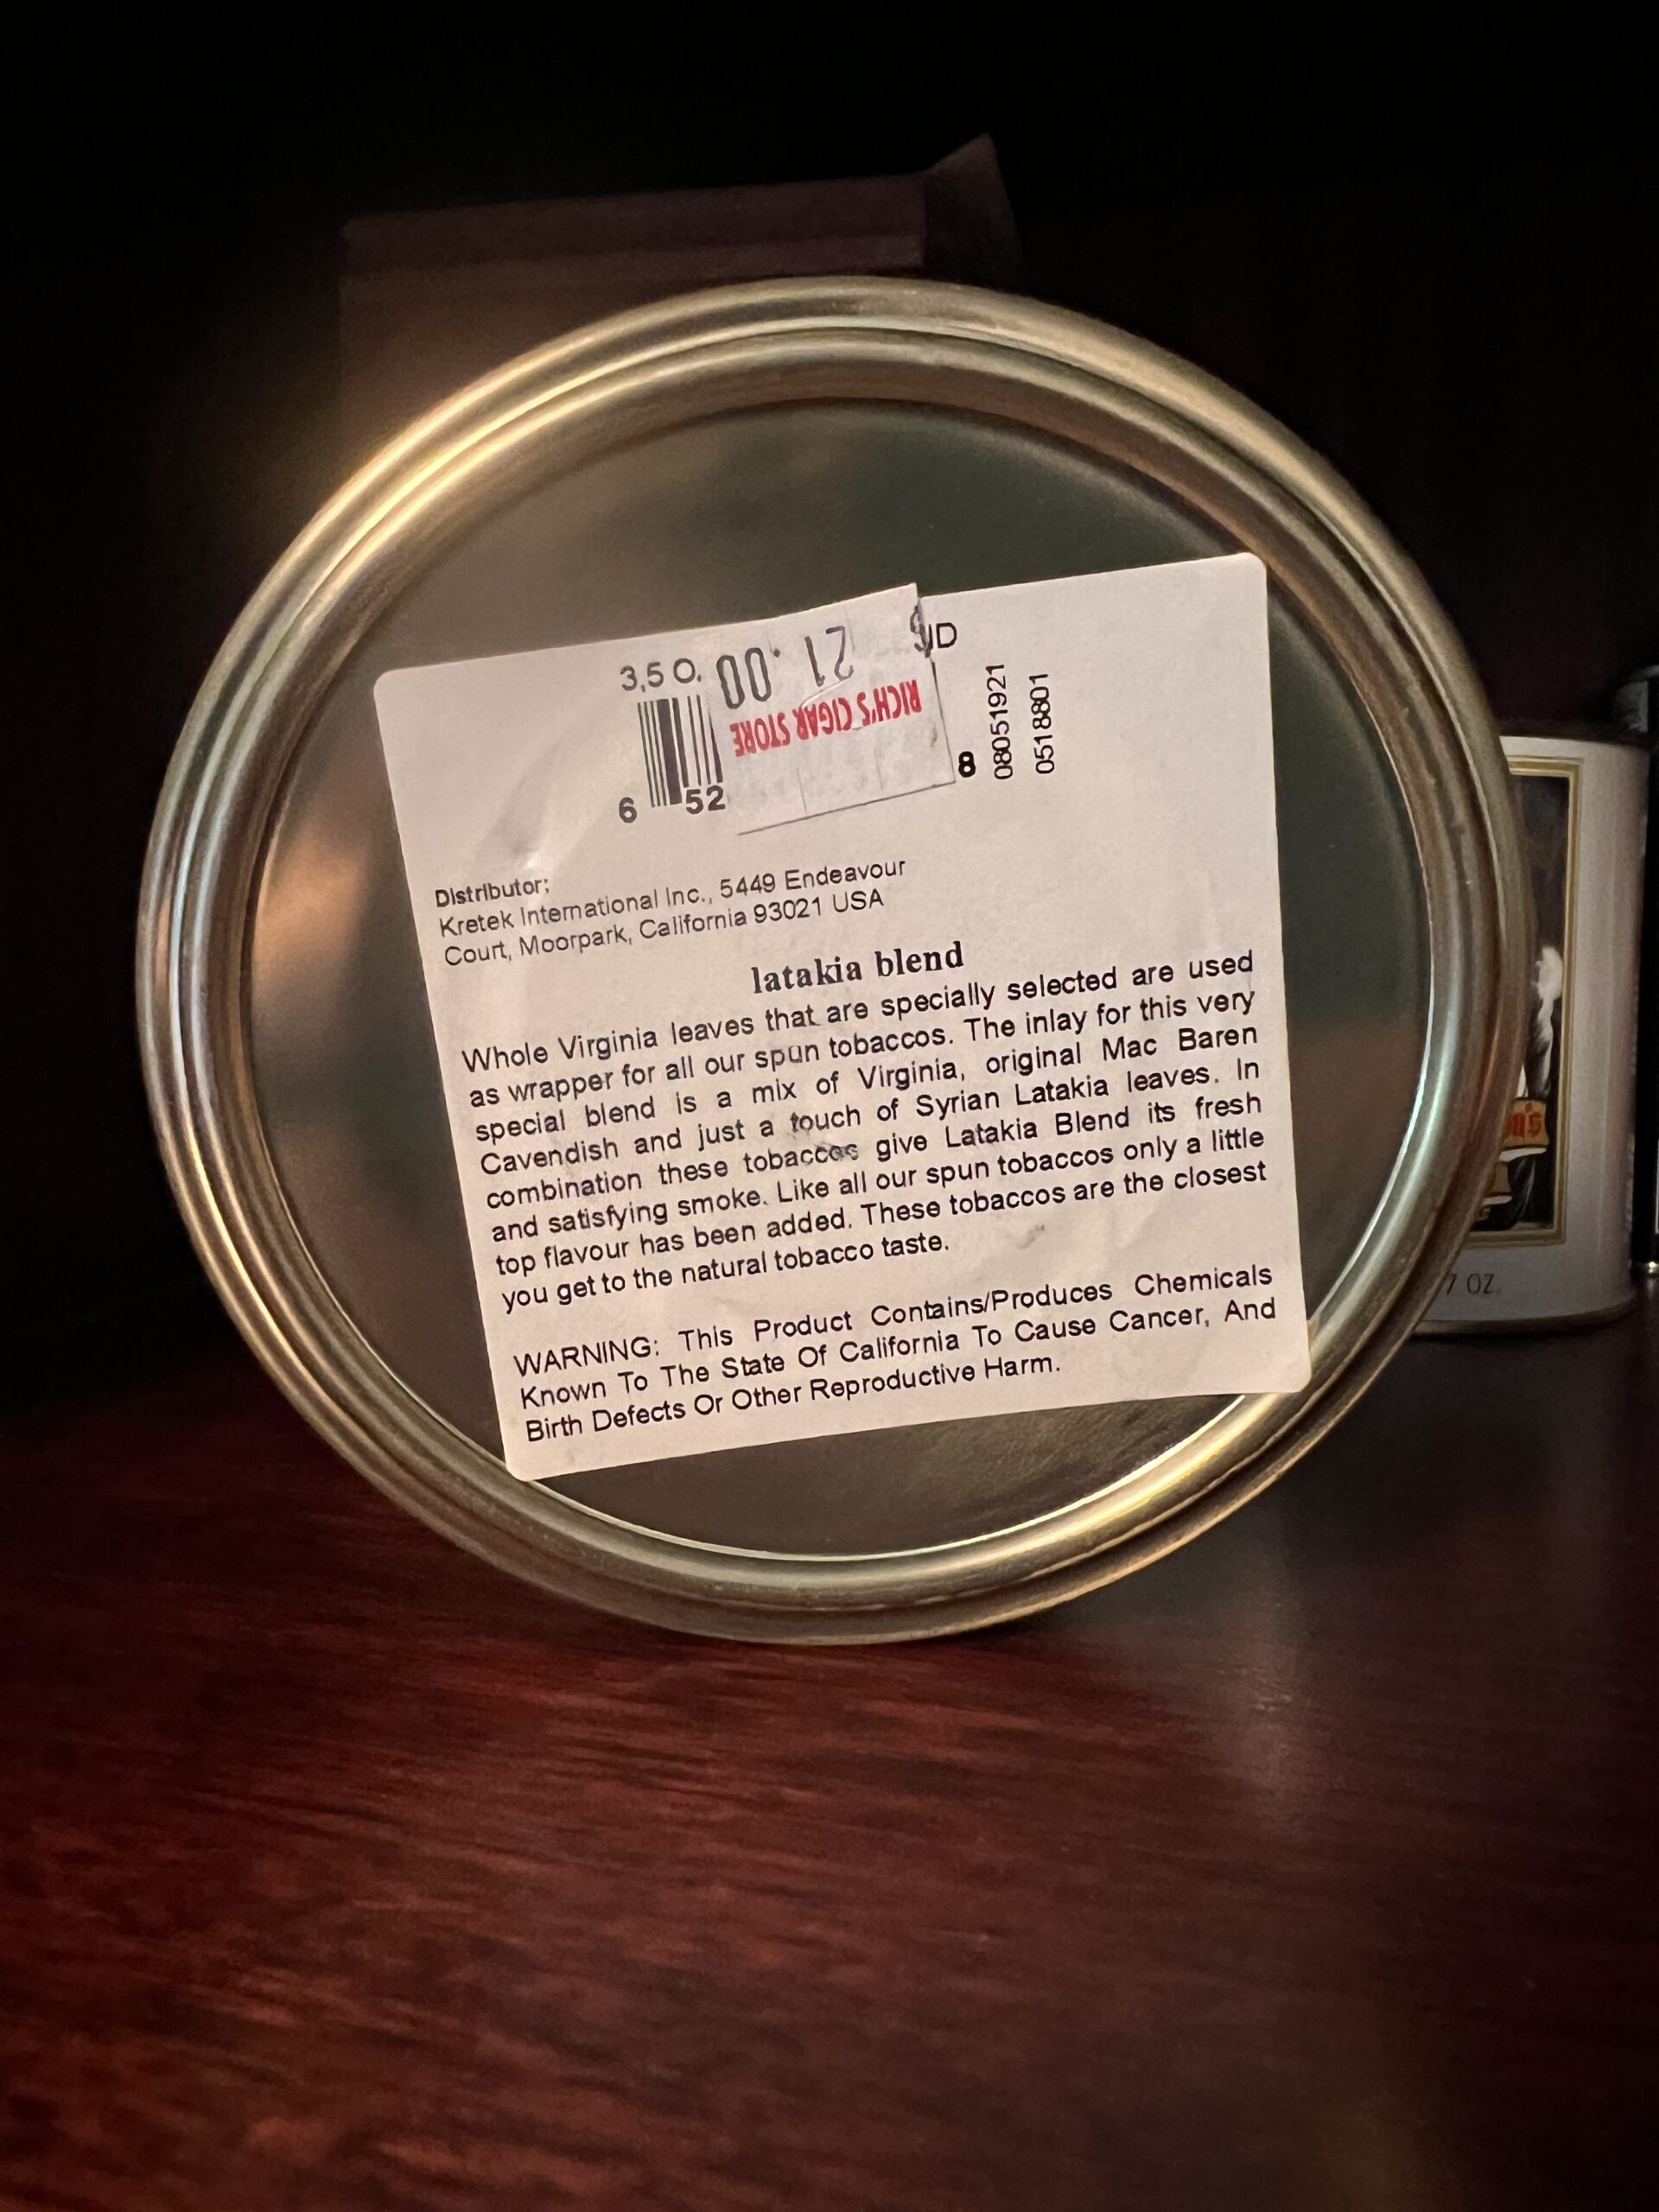 3,5 O.
$21.00
RICH'S CIGAR STORE
ID
6
52
8
08051921
0518801
Distributor:
Kretek International Inc., 5449 Endeavour
Court, Moorpark, California 93021 USA
latakia blend
Whole Virginia leaves that are specially selected are used
as wrapper for all our spun tobaccos. The inlay for this very
special blend is a mix of Virginia, original Mac Baren
Cavendish and just a touch of Syrian Latakia leaves. In
combination these tobaccos give Latakia Blend its fresh
and satisfying smoke. Like all our spun tobaccos only a little
top flavour has been added. These tobaccos are the closest
you get to the natural tobacco taste.
WARNING: This Product Contains/Produces Chemicals
Known To The State Of California To Cause Cancer, And
Birth Defects Or Other Reproductive Harm.
7 OZ.